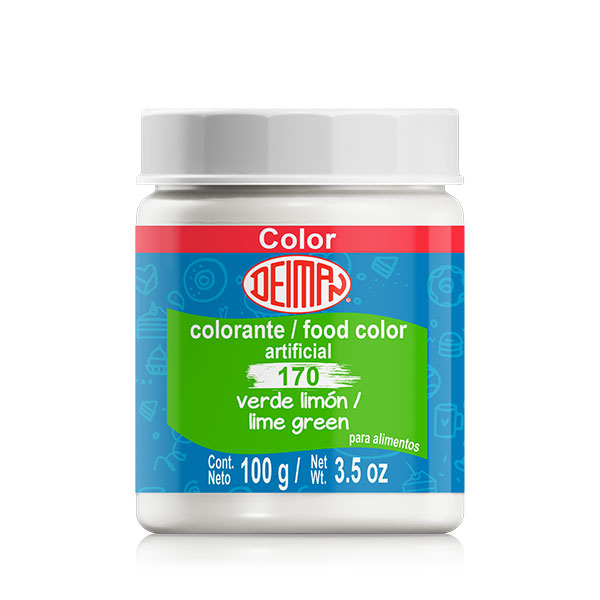 Color
DEIMAN®
colorante / food color
artificial
170
verde limón /
lime green
para alimentos
Cont. Neto 100 g / Net Wt. 3.5 oz